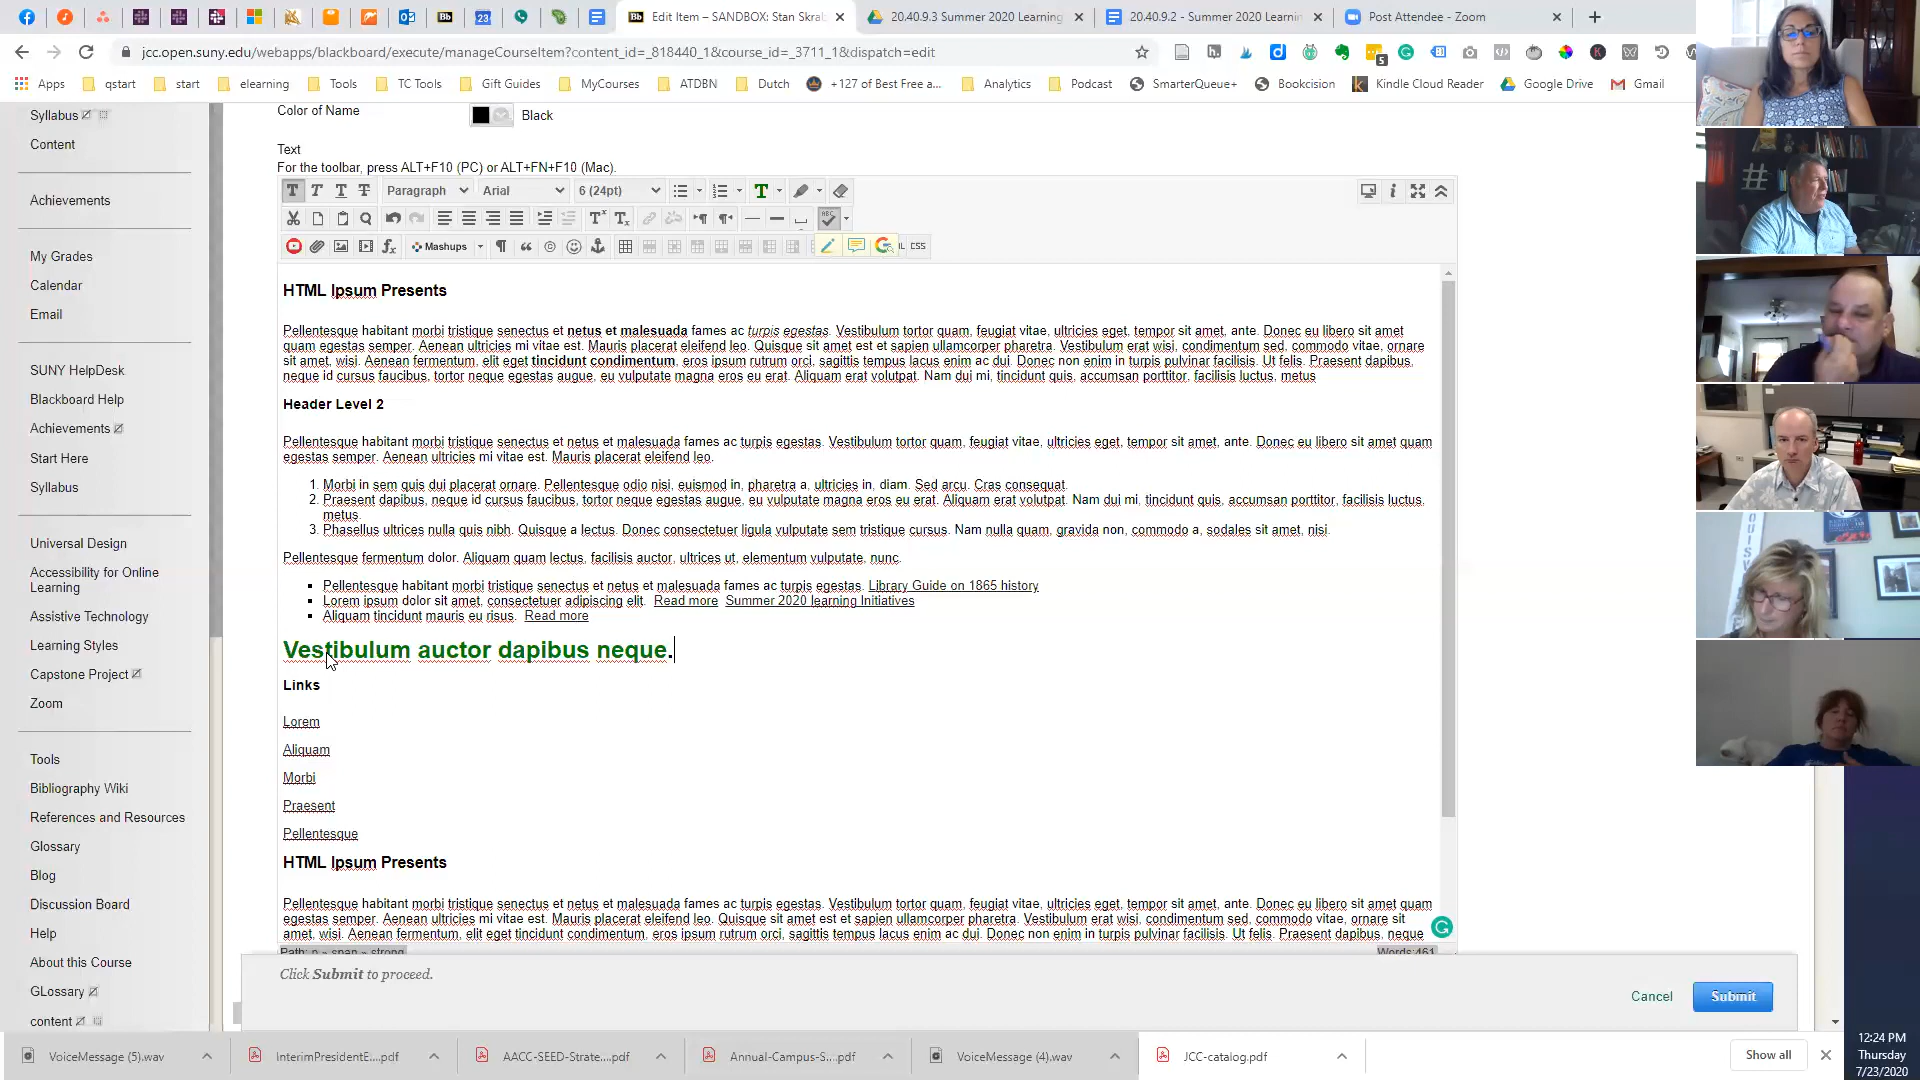 Edit Item – SANDBOX: Stan Skrab
20.40.9.3 Summer 2020 Learning
20.40.9.2 - Summer 2020 Learnin
Post Attendee - Zoom
jcc.open.suny.edu/webapps/blackboard/execute/manageCourseItem?content_id=_818440_1&course_id=_3711_1&dispatch=edit
Apps
qstart
start
elearning
Tools
TC Tools
Gift Guides
MyCourses
ATDBN
Dutch
+127 of Best Free a...
Analytics
Podcast
SmarterQueue+
Bookcision
Kindle Cloud Reader
Google Drive
Gmail
Syllabus
Content
Achievements
My Grades
Calendar
Email
SUNY HelpDesk
Blackboard Help
Achievements
Start Here
Syllabus
Universal Design
Accessibility for Online
Learning
Assistive Technology
Learning Styles
Capstone Project
Zoom
Tools
Bibliography Wiki
References and Resources
Glossary
Blog
Discussion Board
Help
About this Course
GLossary
content
Color of Name
Black
Text
For the toolbar, press ALT+F10 (PC) or ALT+FN+F10 (Mac).
Paragraph
Arial
6 (24pt)
Mashups
CSS
HTML Ipsum Presents
Pellentesque habitant morbi tristique senectus et netus et malesuada fames ac turpis egestas. Vestibulum tortor quam, feugiat vitae, ultricies eget, tempor sit amet, ante. Donec eu libero sit amet
quam egestas semper. Aenean ultricies mi vitae est. Mauris placerat eleifend leo. Quisque sit amet est et sapien ullamcorper pharetra. Vestibulum erat wisi, condimentum sed, commodo vitae, ornare
sit amet, wisi. Aenean fermentum, elit eget tincidunt condimentum, eros ipsum rutrum orci, sagittis tempus lacus enim ac dui. Donec non enim in turpis pulvinar facilisis. Ut felis. Praesent dapibus,
neque id cursus faucibus, tortor neque egestas augue, eu vulputate magna eros eu erat. Aliquam erat volutpat. Nam dui mi, tincidunt quis, accumsan porttitor, facilisis luctus, metus
Header Level 2
Pellentesque habitant morbi tristique senectus et netus et malesuada fames ac turpis egestas. Vestibulum tortor quam, feugiat vitae, ultricies eget, tempor sit amet, ante. Donec eu libero sit amet quam
egestas semper. Aenean ultricies mi vitae est. Mauris placerat eleifend leo.
1. Morbi in sem quis dui placerat ornare. Pellentesque odio nisi, euismod in, pharetra a, ultricies in, diam. Sed arcu. Cras consequat.
2. Praesent dapibus, neque id cursus faucibus, tortor neque egestas augue, eu vulputate magna eros eu erat. Aliquam erat volutpat. Nam dui mi, tincidunt quis, accumsan porttitor, facilisis luctus,
metus.
3. Phasellus ultrices nulla quis nibh. Quisque a lectus. Donec consectetuer ligula vulputate sem tristique cursus. Nam nulla quam, gravida non, commodo a, sodales sit amet, nisi.
Pellentesque fermentum dolor. Aliquam quam lectus, facilisis auctor, ultrices ut, elementum vulputate, nunc.
Pellentesque habitant morbi tristique senectus et netus et malesuada fames ac turpis egestas. Library Guide on 1865 history
Lorem ipsum dolor sit amet, consectetuer adipiscing elit. Read more Summer 2020 learning Initiatives
Aliquam tincidunt mauris eu risus. Read more
Vestibulum auctor dapibus neque.
Links
Lorem
Aliquam
Morbi
Praesent
Pellentesque
HTML Ipsum Presents
Pellentesque habitant morbi tristique senectus et netus et malesuada fames ac turpis egestas. Vestibulum tortor quam, feugiat vitae, ultricies eget, tempor sit amet, ante. Donec eu libero sit amet quam
egestas semper. Aenean ultricies mi vitae est. Mauris placerat eleifend leo. Quisque sit amet est et sapien ullamcorper pharetra. Vestibulum erat wisi, condimentum sed, commodo vitae, ornare sit
amet, wisi. Aenean fermentum, elit eget tincidunt condimentum, eros ipsum rutrum orci, sagittis tempus lacus enim ac dui. Donec non enim in turpis pulvinar facilisis. Ut felis. Praesent dapibus, neque
Path: p » span » strong
Words:461
Click Submit to proceed.
Cancel
Submit
VoiceMessage (5).wav
InterimPresidentE....pdf
AACC-SEED-Strate....pdf
Annual-Campus-S....pdf
VoiceMessage (4).wav
JCC-catalog.pdf
Show all
12:24 PM
Thursday
7/23/2020